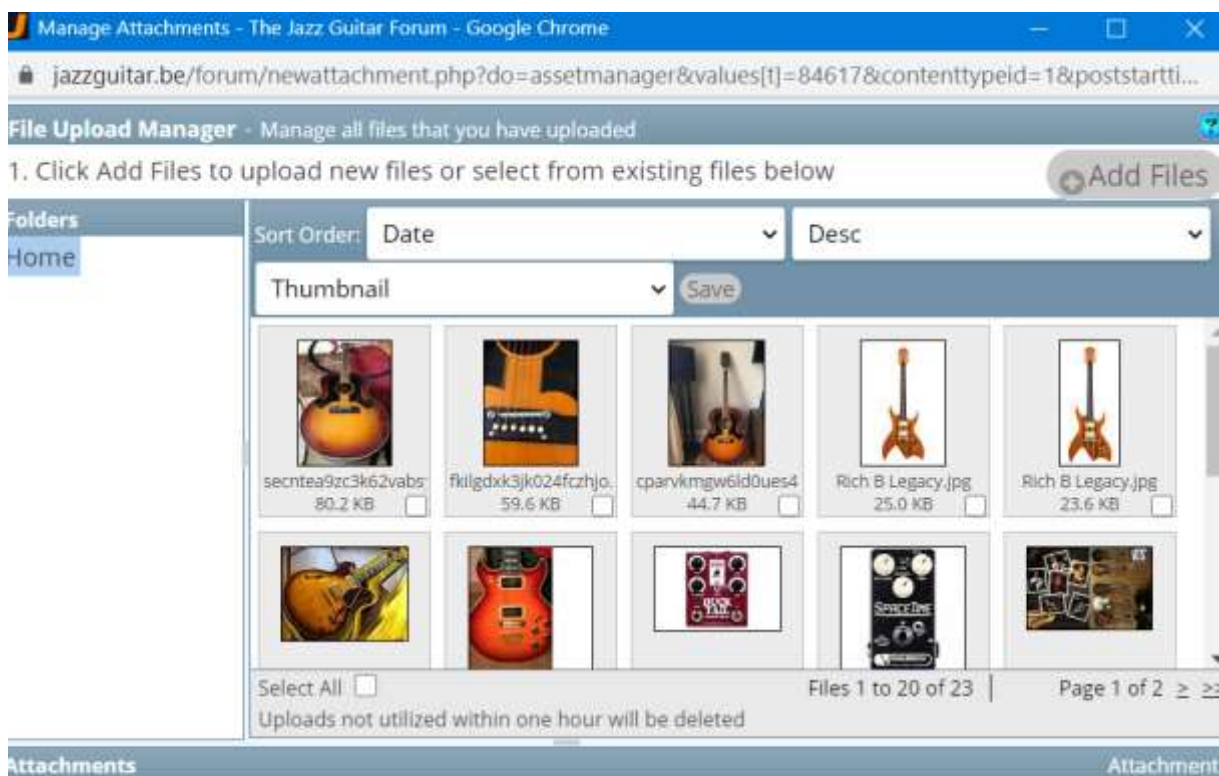 Manage Attachments - The Jazz Guitar Forum - Google Chrome
jazzguitar.be/forum/newattachment.php?do=assetmanager&values[t]=84617&contenttypeid=1&poststartti...
File Upload Manager - Manage all files that you have uploaded
1. Click Add Files to upload new files or select from existing files below
Add Files
Folders
Home
Sort Order: Date Desc
Thumbnail Save
secntea9zc3k62vabs
fkilgdxk3jk024fczhjo.
cparvkmgw6ld0ues4
Rich B Legacy.jpg
Rich B Legacy.jpg
80.2 KB
59.6 KB
44.7 KB
25.0 KB
23.6 KB
SPACETIME
Select All
Files 1 to 20 of 23 | Page 1 of 2 > >>
Uploads not utilized within one hour will be deleted
Attachments
Attachment